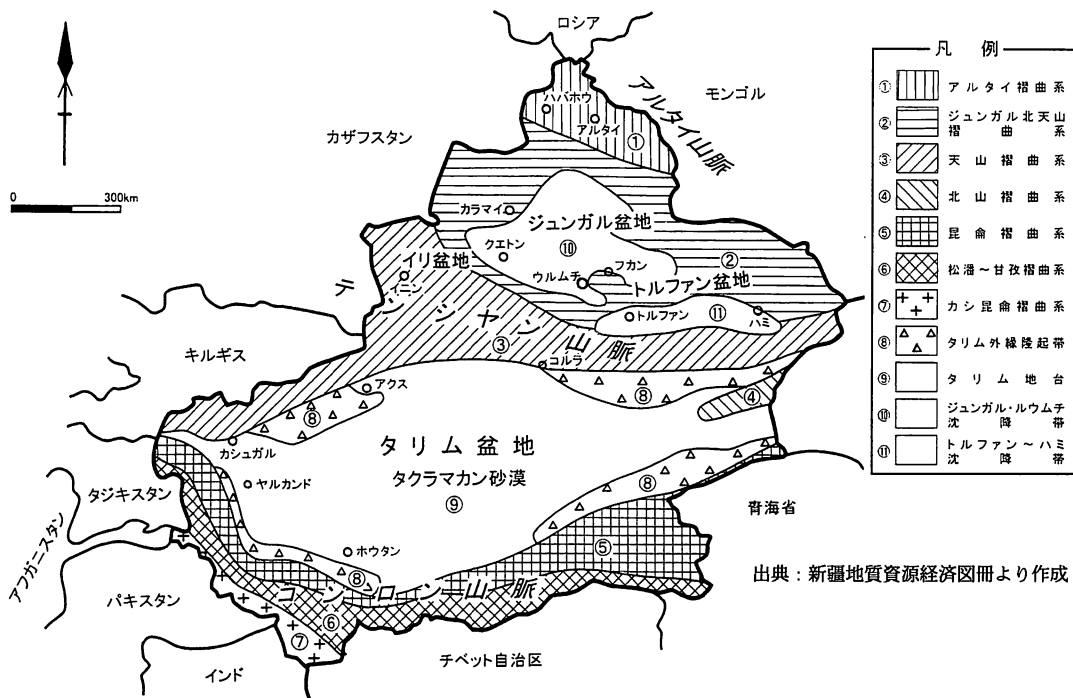 ロシア
モンゴル
カザフスタン
アルタイ山脈
ハバホウ
アルタイ
①
0 300km
カラマイ
ジュンガル盆地
クエトン
⑩
②
イリ盆地
イニン
ウルムチ
フカン
トルファン盆地
トルファン
⑪
ハミ
テンシャン山脈
③
コルラ
キルギス
アクス
⑧
⑧
④
カシュガル
タリム盆地
タクラマカン砂漠
⑨
ヤルカンド
⑧
タジキスタン
アフガニスタン
ホウタン
⑧
⑤
青海省
コンロン山脈
パキスタン
⑥
⑦
インド
チベット自治区
凡例
① アルタイ褶曲系
② ジュンガル北天山
褶曲系
③ 天山褶曲系
④ 北山褶曲系
⑤ 昆侖褶曲系
⑥ 松潘～甘孜褶曲系
⑦ カシ昆侖褶曲系
⑧ タリム外縁隆起帯
⑨ タリム地台
⑩ ジュンガル・ルウムチ
沈降帯
⑪ トルファン～ハミ
沈降帯
出典：新疆地質資源経済図冊より作成